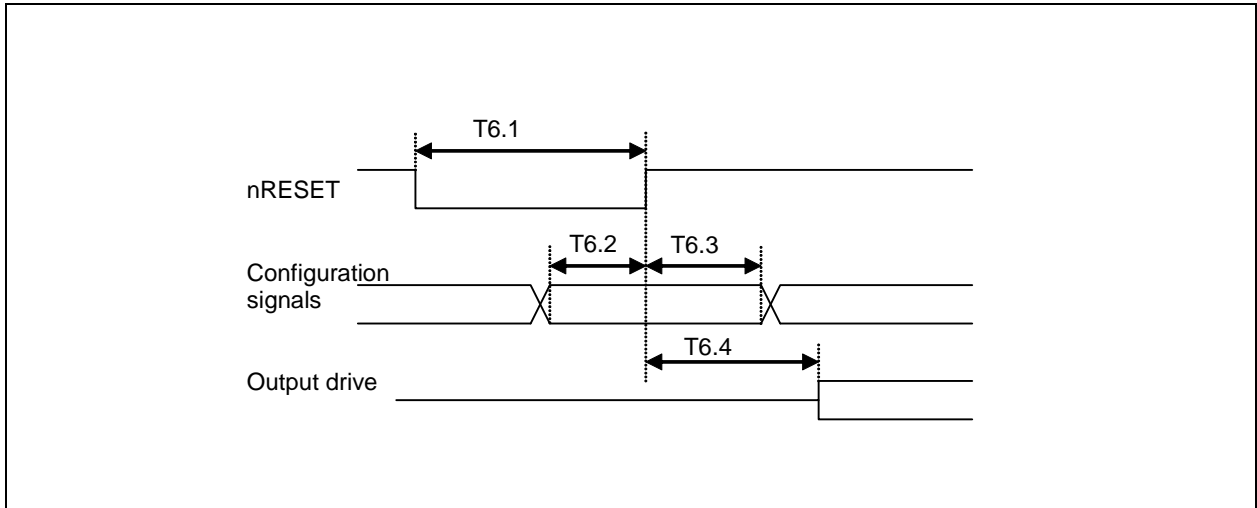 T6.1
nRESET
T6.2
T6.3
Configuration
signals
T6.4
Output drive